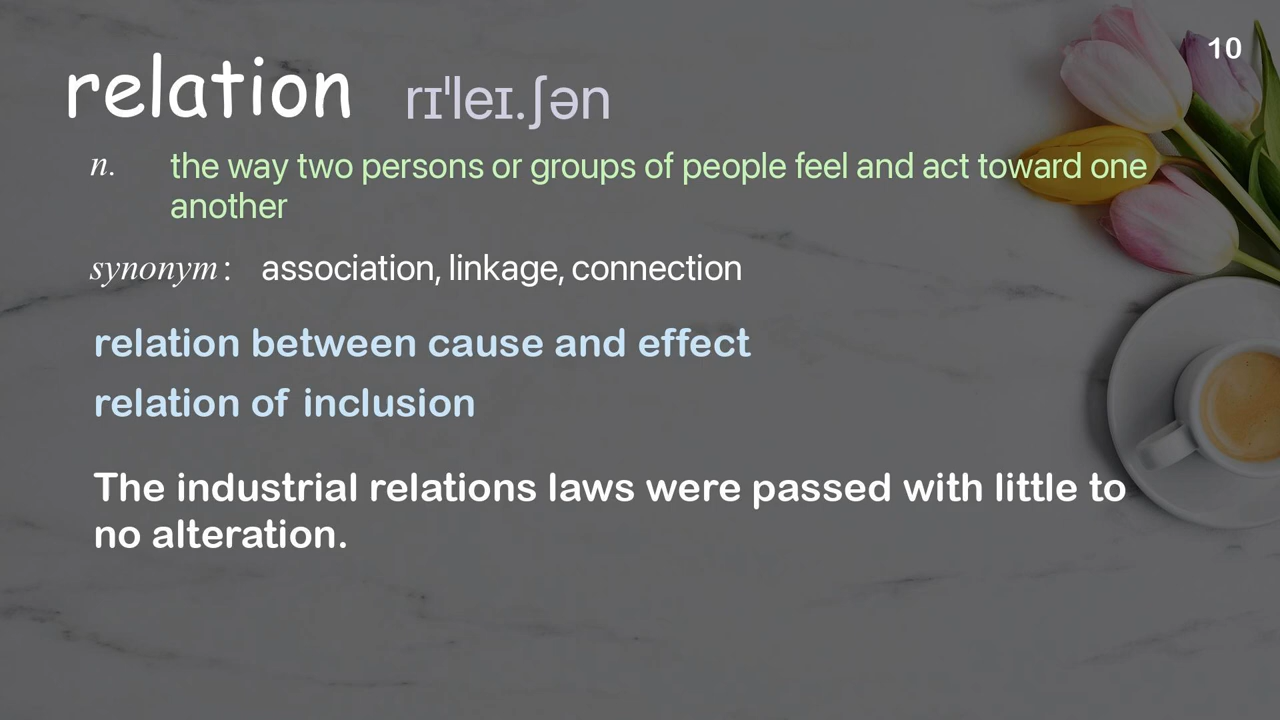 10
relation rɪˈleɪ.ʃən
n. the way two persons or groups of people feel and act toward one
another
synonym: association, linkage, connection
relation between cause and effect
relation of inclusion
The industrial relations laws were passed with little to
no alteration.